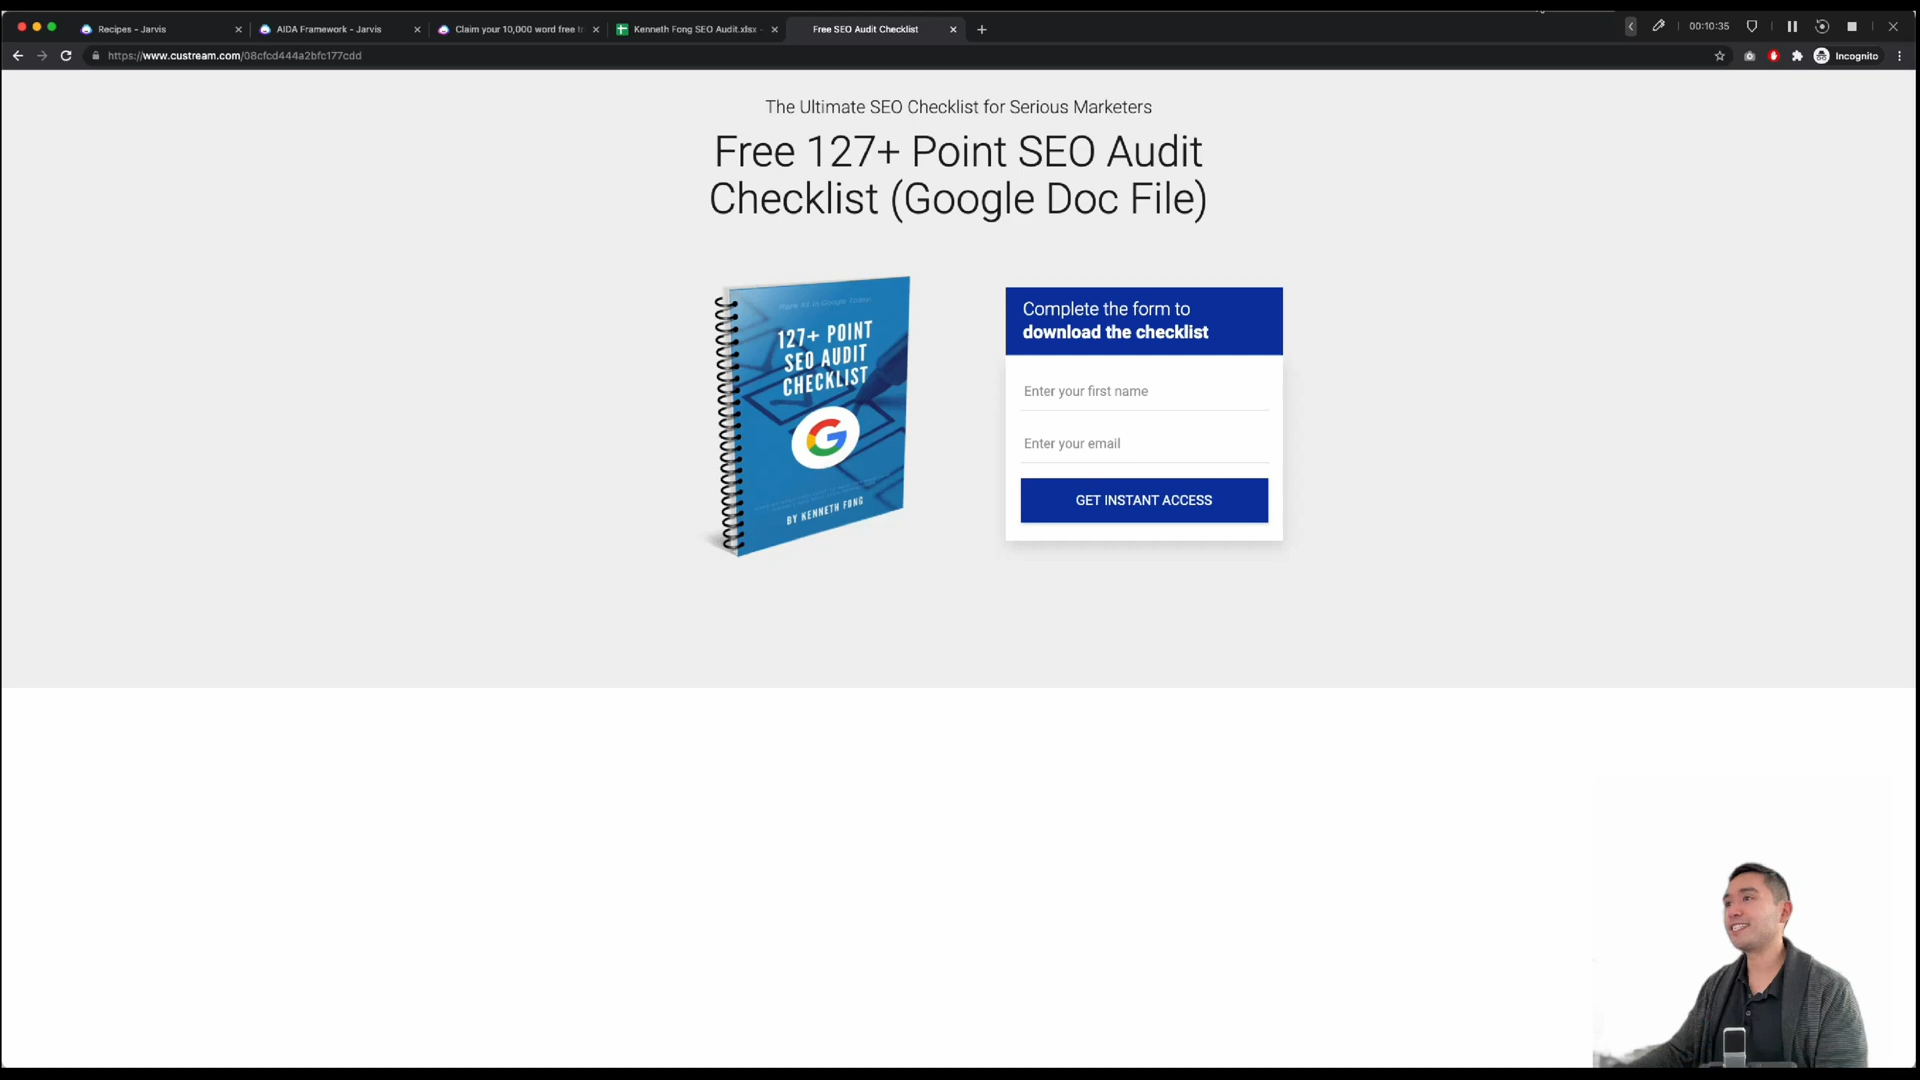 Recipes - Jarvis
AIDA Framework - Jarvis
Claim your 10,000 word free tr
Kenneth Fong SEO Audit.xlsx -
Free SEO Audit Checklist
00:10:35
https://www.custream.com/08cfcd444a2bfc177cdd
Incognito
The Ultimate SEO Checklist for Serious Marketers
Free 127+ Point SEO Audit
Checklist (Google Doc File)
127+ POINT
SEO AUDIT
CHECKLIST
G
BY KENNETH FONG
Complete the form to
download the checklist
Enter your first name
Enter your email
GET INSTANT ACCESS